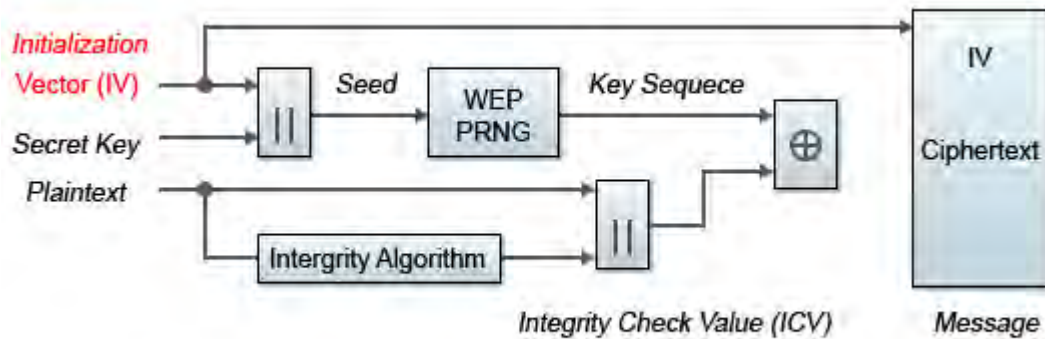 Initialization
Vector (IV)
Secret Key
Plaintext
||
Seed
WEP
PRNG
Key Sequece
||
Intergrity Algorithm
Integrity Check Value (ICV)
IV
Ciphertext
Message